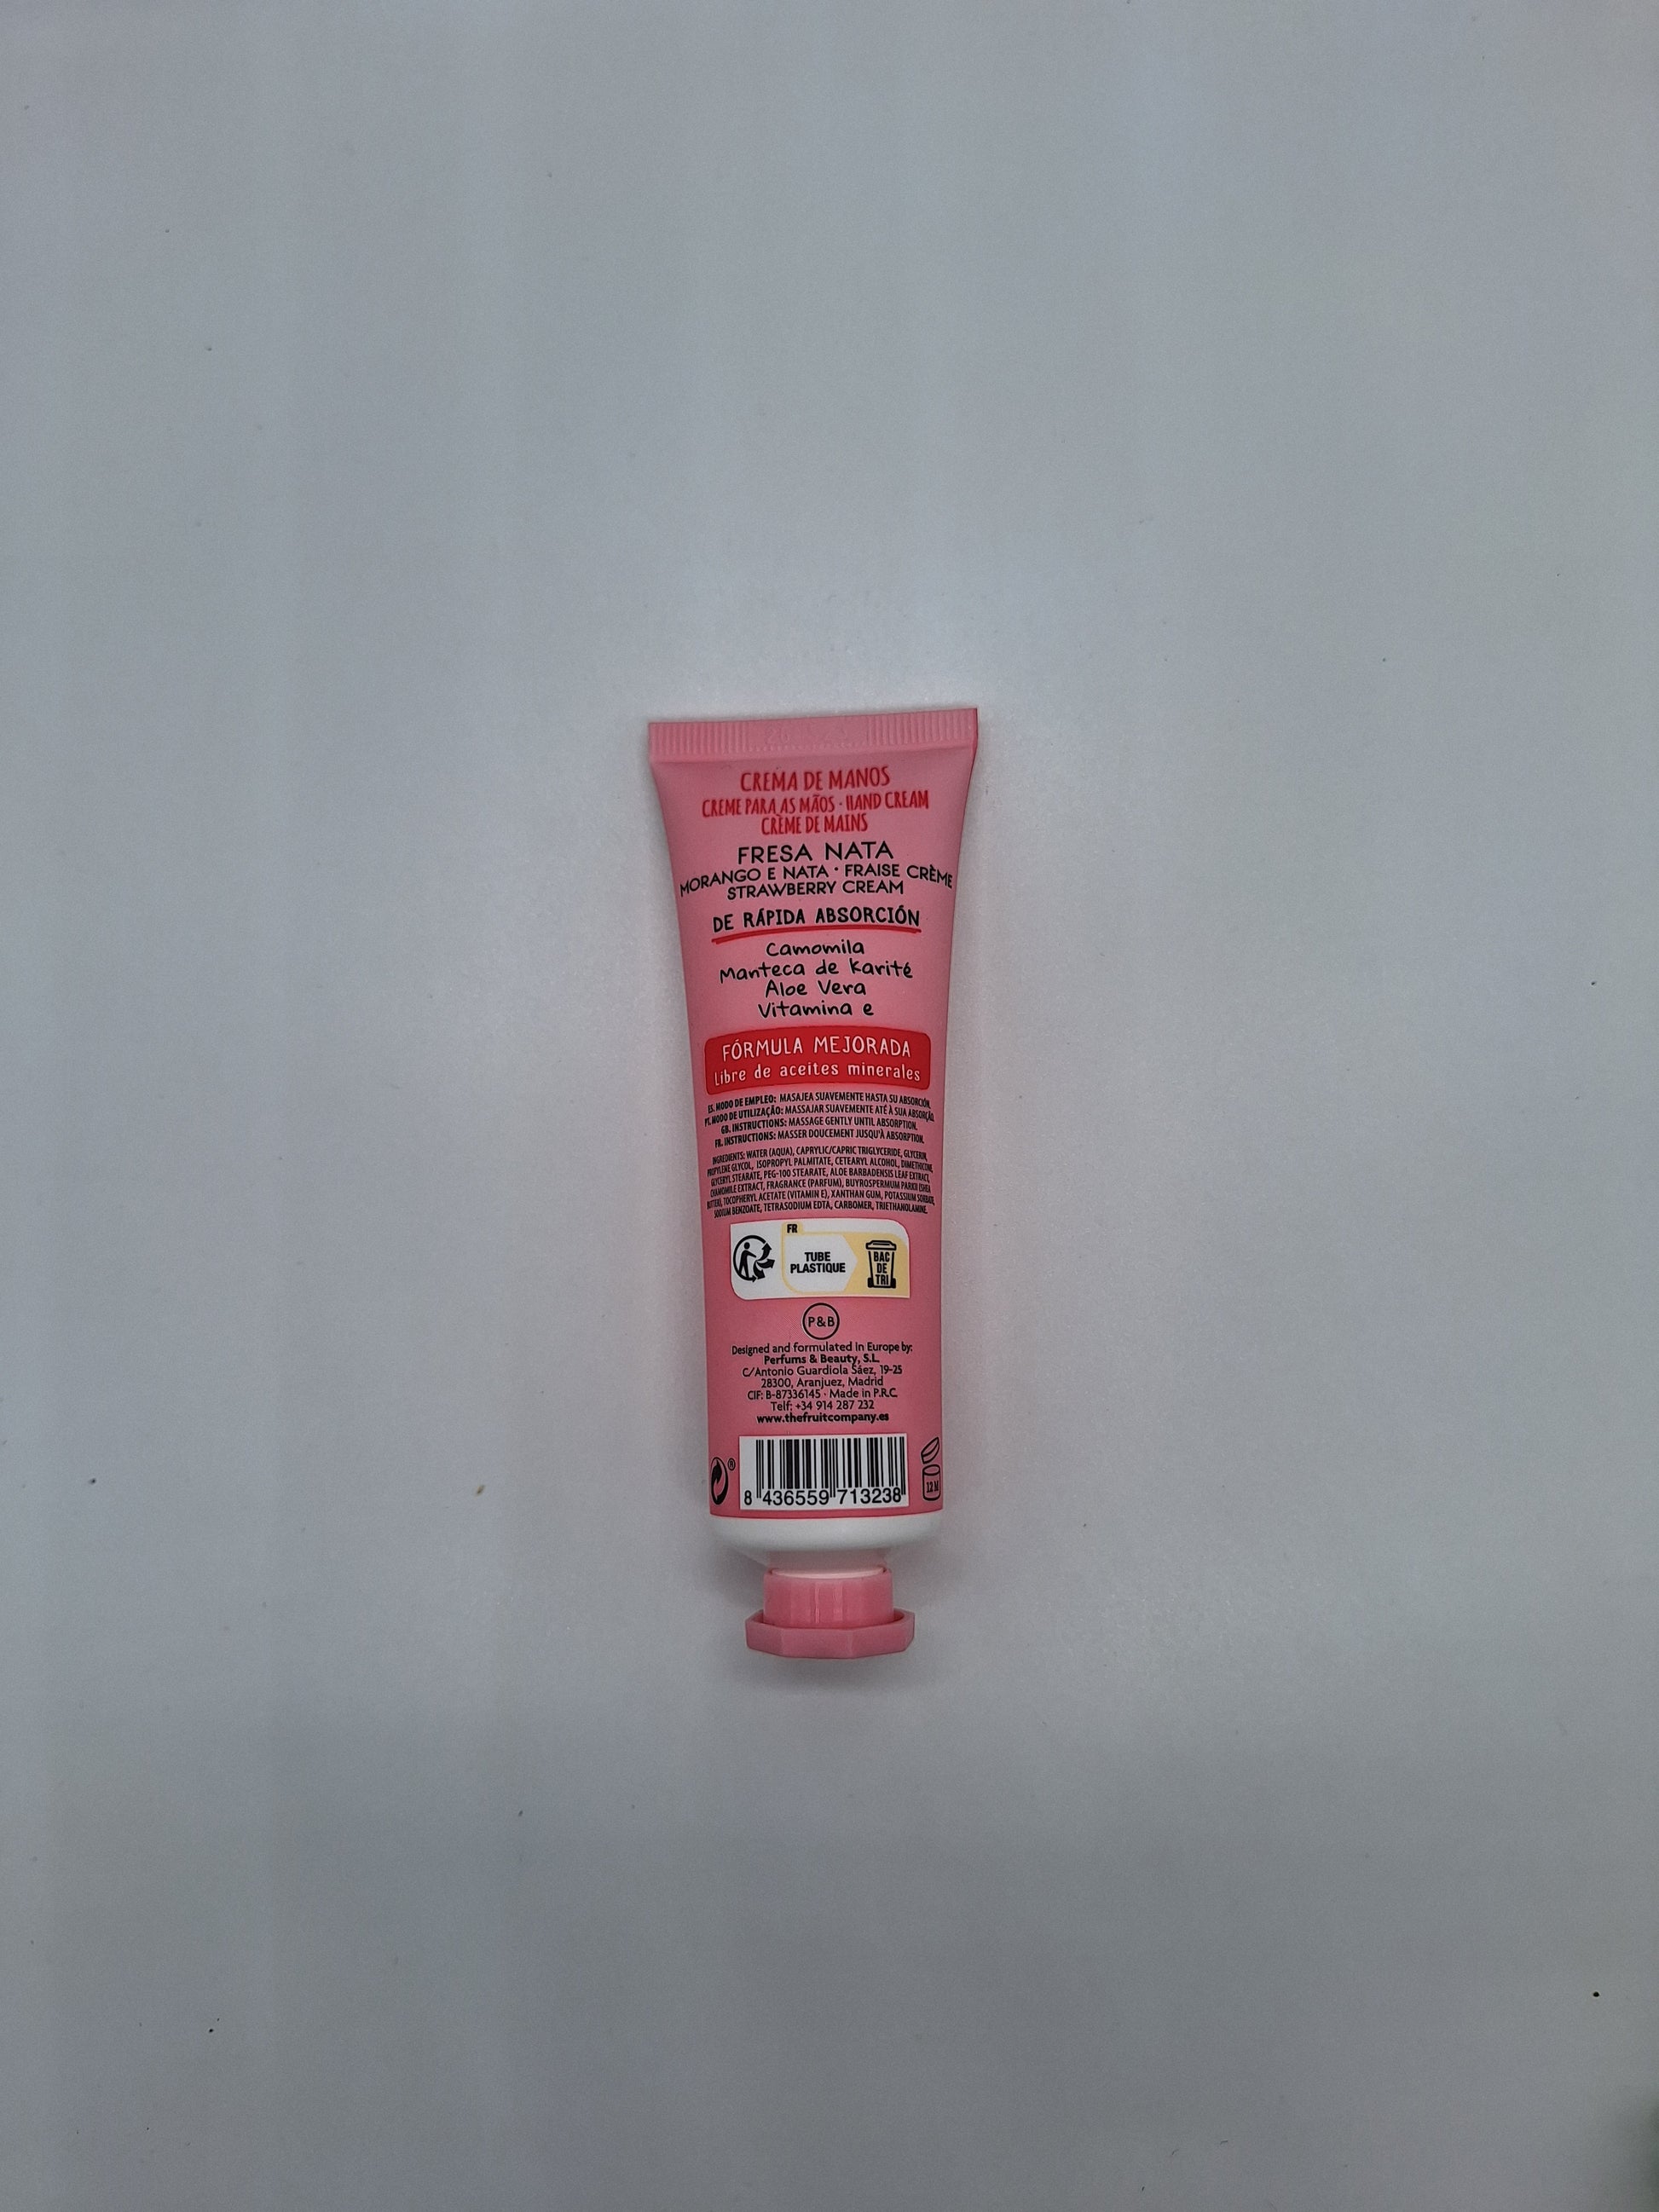 CREMA DE MANOS
CREME PARA AS MÃOS · HAND CREAM
CRÈME DE MAINS
FRESA NATA
MORANGO E NATA · FRAISE CRÈME
STRAWBERRY CREAM
DE RÁPIDA ABSORCIÓN
Camomila
Manteca de Karité
Aloe Vera
Vitamina e
FÓRMULA MEJORADA
Libre de aceites minerales
ES. MODO DE EMPLEO: MASAJEA SUAVEMENTE HASTA SU ABSORCIÓN.
PT. MODO DE UTILIZAÇÃO: MASSAJAR SUAVEMENTE ATÉ À SUA ABSORÇÃO.
GB. INSTRUCTIONS: MASSAGE GENTLY UNTIL ABSORPTION.
FR. INSTRUCTIONS: MASSER DOUCEMENT JUSQU'À ABSORPTION.
INGREDIENTS: WATER (AQUA), CAPRYLIC/CAPRIC TRIGLYCERIDE, GLYCERIN,
PROPYLENE GLYCOL, ISOPROPYL PALMITATE, CETEARYL ALCOHOL, DIMETHICONE,
GLYCERYL STEARATE, PEG-100 STEARATE, ALOE BARBADENSIS LEAF EXTRACT,
CHAMOMILE EXTRACT, FRAGRANCE (PARFUM), BUYROSPERMUM PARKII (SHEA
BUTTER), TOCOPHERYL ACETATE (VITAMIN E), XANTHAN GUM, POTASSIUM SORBATE,
SODIUM BENZOATE, TETRASODIUM EDTA, CARBOMER, TRIETHANOLAMINE.
FR
TUBE
PLASTIQUE
BAC
DE
TRI
P&B
Designed and formulated in Europe by:
Perfums & Beauty, S.L.
C/Antonio Guardiola Sáez, 19-25
28300, Aranjuez, Madrid
CIF: B-87336145 · Made in P.R.C.
Telf: +34 914 287 232
www.thefruitcompany.es
®
8 436559 713238
12 M